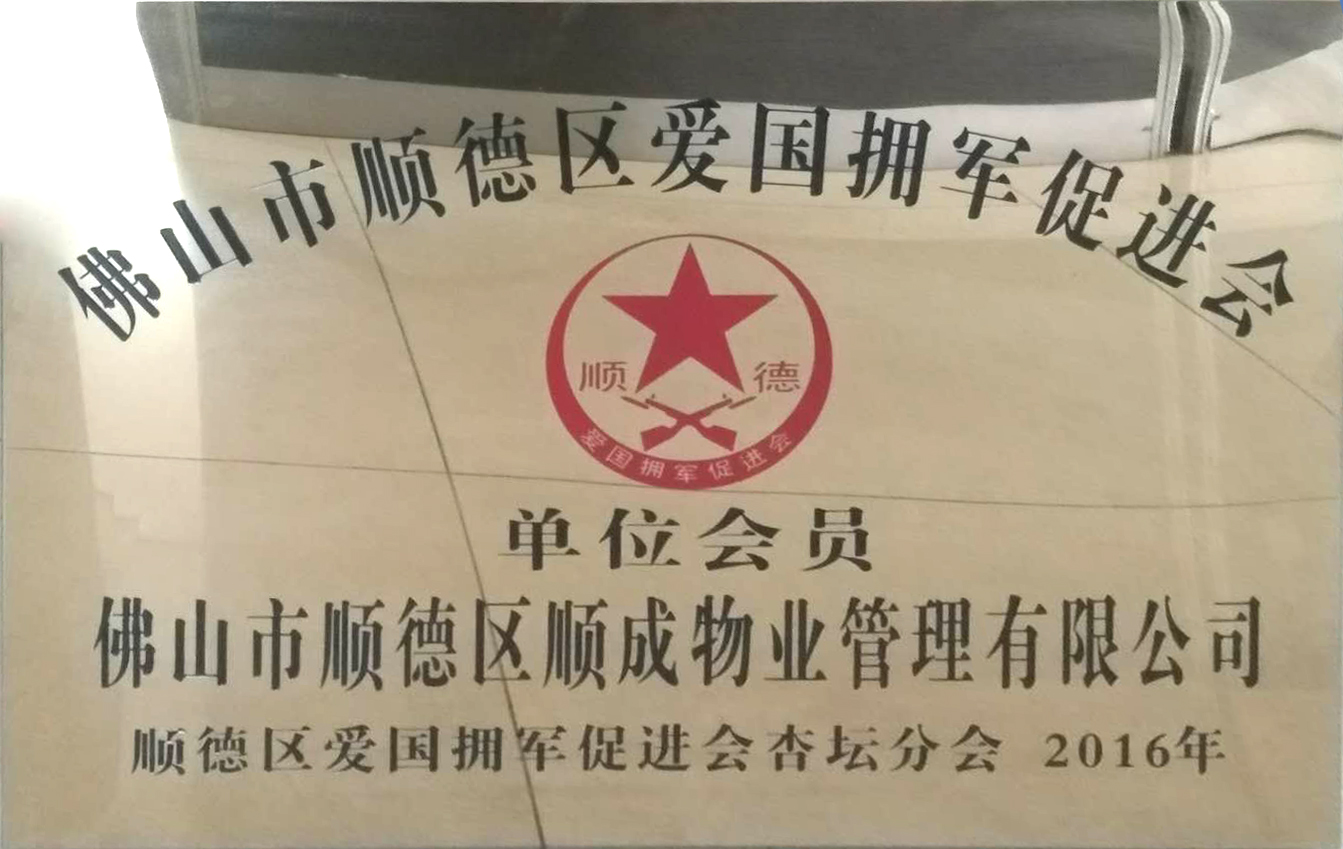 佛山市顺德区爱国拥军促进会
顺 德
爱国拥军促进会
单位会员
佛山市顺德区顺成物业管理有限公司
顺德区爱国拥军促进会杏坛分会 2016年